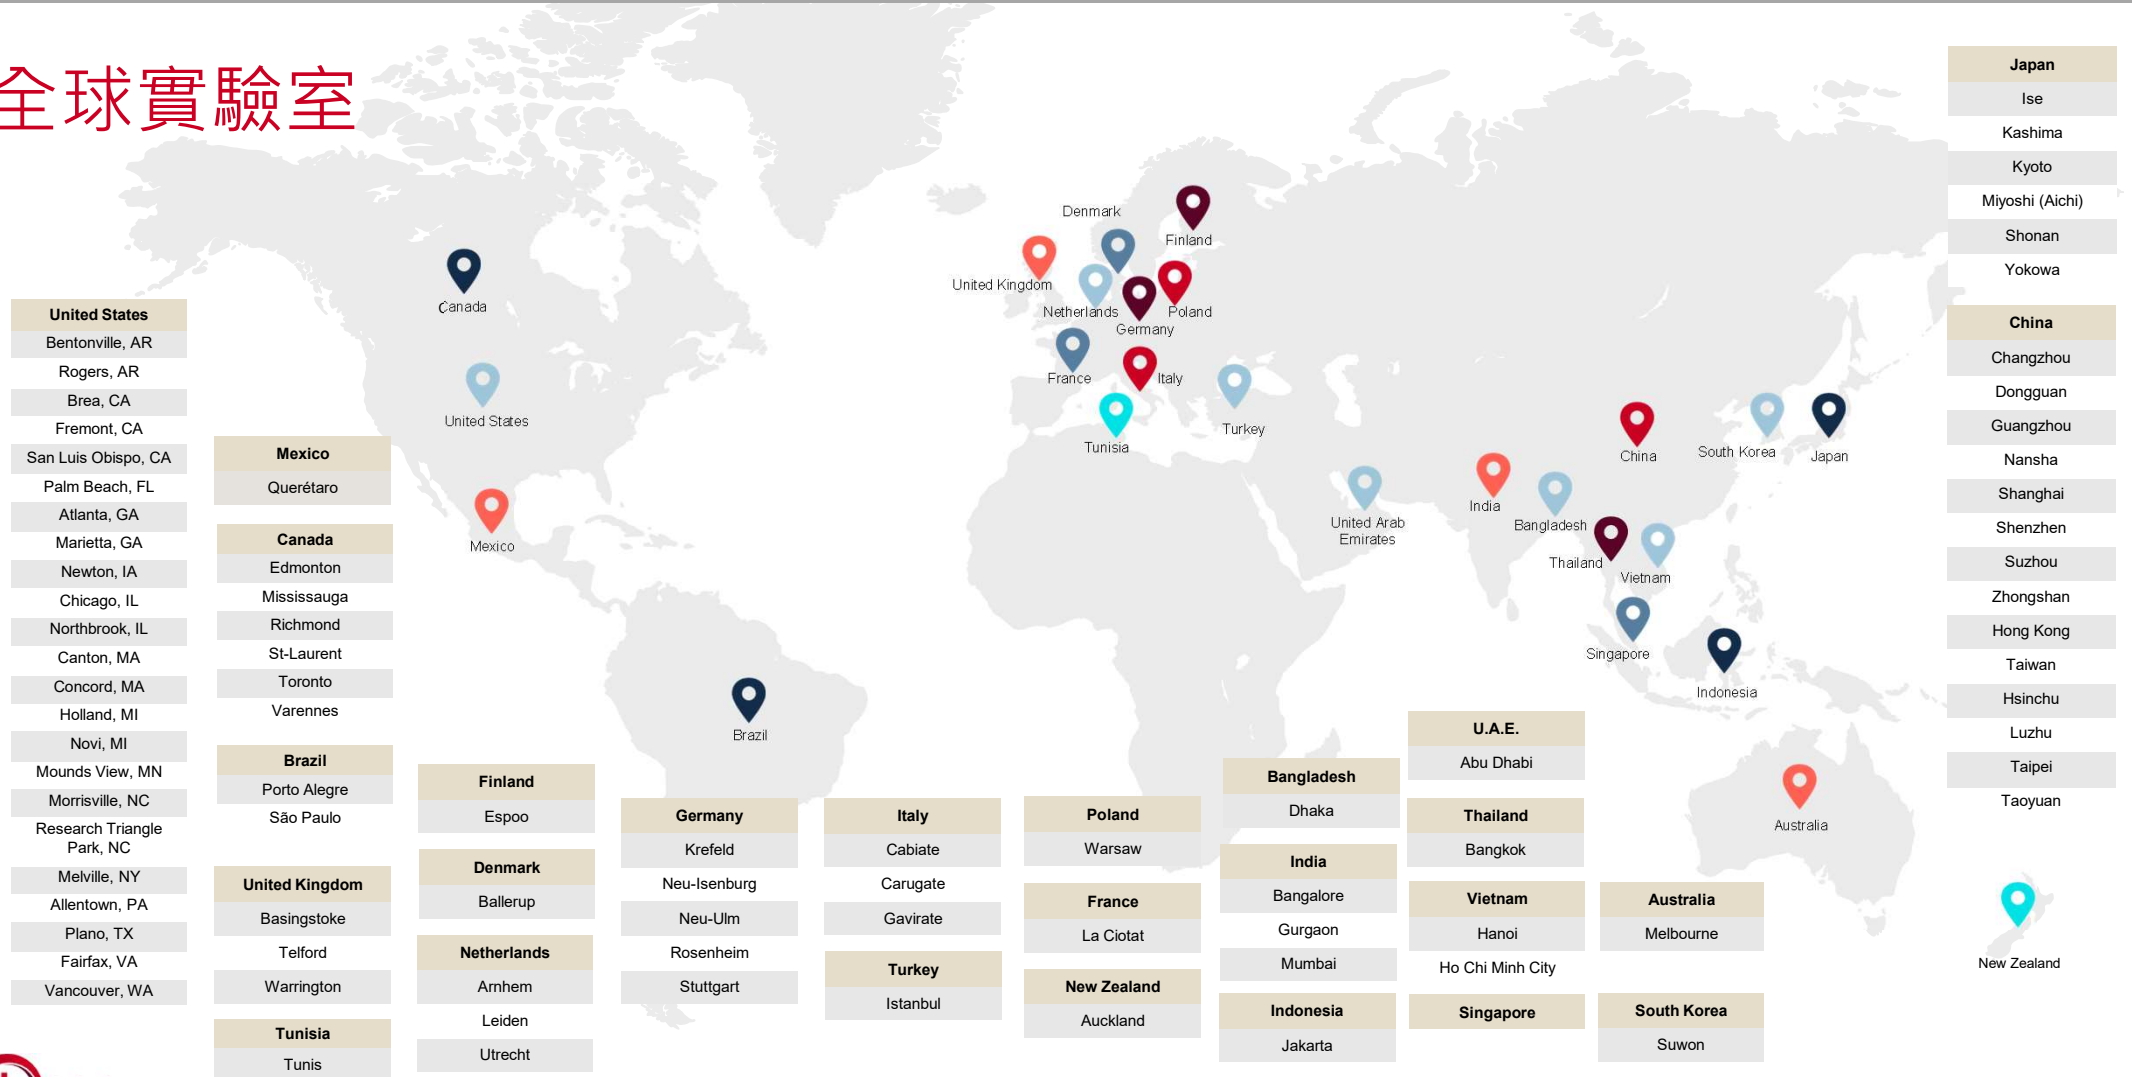 全球實驗室
Denmark
Finland
United Kingdom
Netherlands
Poland
Germany
France
Italy
Turkey
Tunisia
Canada
United States
Mexico
Brazil
United Arab
Emirates
India
Bangladesh
Thailand
Vietnam
China
South Korea
Japan
Singapore
Indonesia
Australia
New Zealand
United States
Bentonville, AR
Rogers, AR
Brea, CA
Fremont, CA
San Luis Obispo, CA
Palm Beach, FL
Atlanta, GA
Marietta, GA
Newton, IA
Chicago, IL
Northbrook, IL
Canton, MA
Concord, MA
Holland, MI
Novi, MI
Mounds View, MN
Morrisville, NC
Research Triangle
Park, NC
Melville, NY
Allentown, PA
Plano, TX
Fairfax, VA
Vancouver, WA
Mexico
Querétaro
Canada
Edmonton
Mississauga
Richmond
St-Laurent
Toronto
Varennes
Brazil
Porto Alegre
São Paulo
United Kingdom
Basingstoke
Telford
Warrington
Tunisia
Tunis
Finland
Espoo
Denmark
Ballerup
Netherlands
Arnhem
Leiden
Utrecht
Germany
Krefeld
Neu-Isenburg
Neu-Ulm
Rosenheim
Stuttgart
Italy
Cabiate
Carugate
Gavirate
Turkey
Istanbul
Poland
Warsaw
France
La Ciotat
New Zealand
Auckland
Bangladesh
Dhaka
India
Bangalore
Gurgaon
Mumbai
Indonesia
Jakarta
U.A.E.
Abu Dhabi
Thailand
Bangkok
Vietnam
Hanoi
Ho Chi Minh City
Singapore
Australia
Melbourne
South Korea
Suwon
Japan
Ise
Kashima
Kyoto
Miyoshi (Aichi)
Shonan
Yokowa
China
Changzhou
Dongguan
Guangzhou
Nansha
Shanghai
Shenzhen
Suzhou
Zhongshan
Hong Kong
Taiwan
Hsinchu
Luzhu
Taipei
Taoyuan